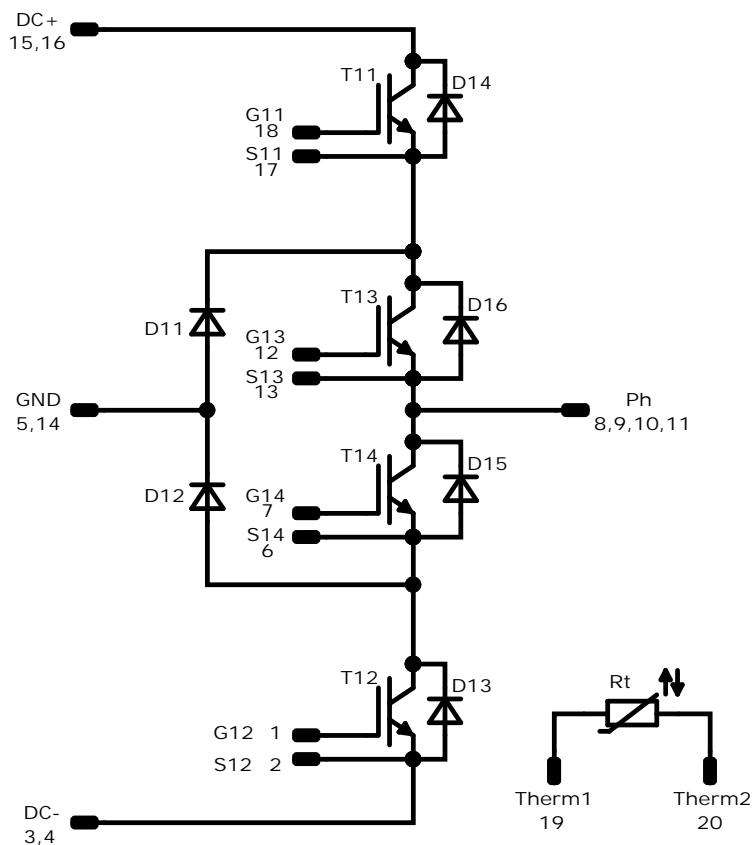 DC+
15,16
T11
D14
G11
18
S11
17
T13
D16
D11
G13
12
S13
13
GND
5,14
Ph
8,9,10,11
T14
D15
D12
G14
7
S14
6
T12
D13
Rt
G12 1
S12 2
Therm1
19
Therm2
20
DC-
3,4